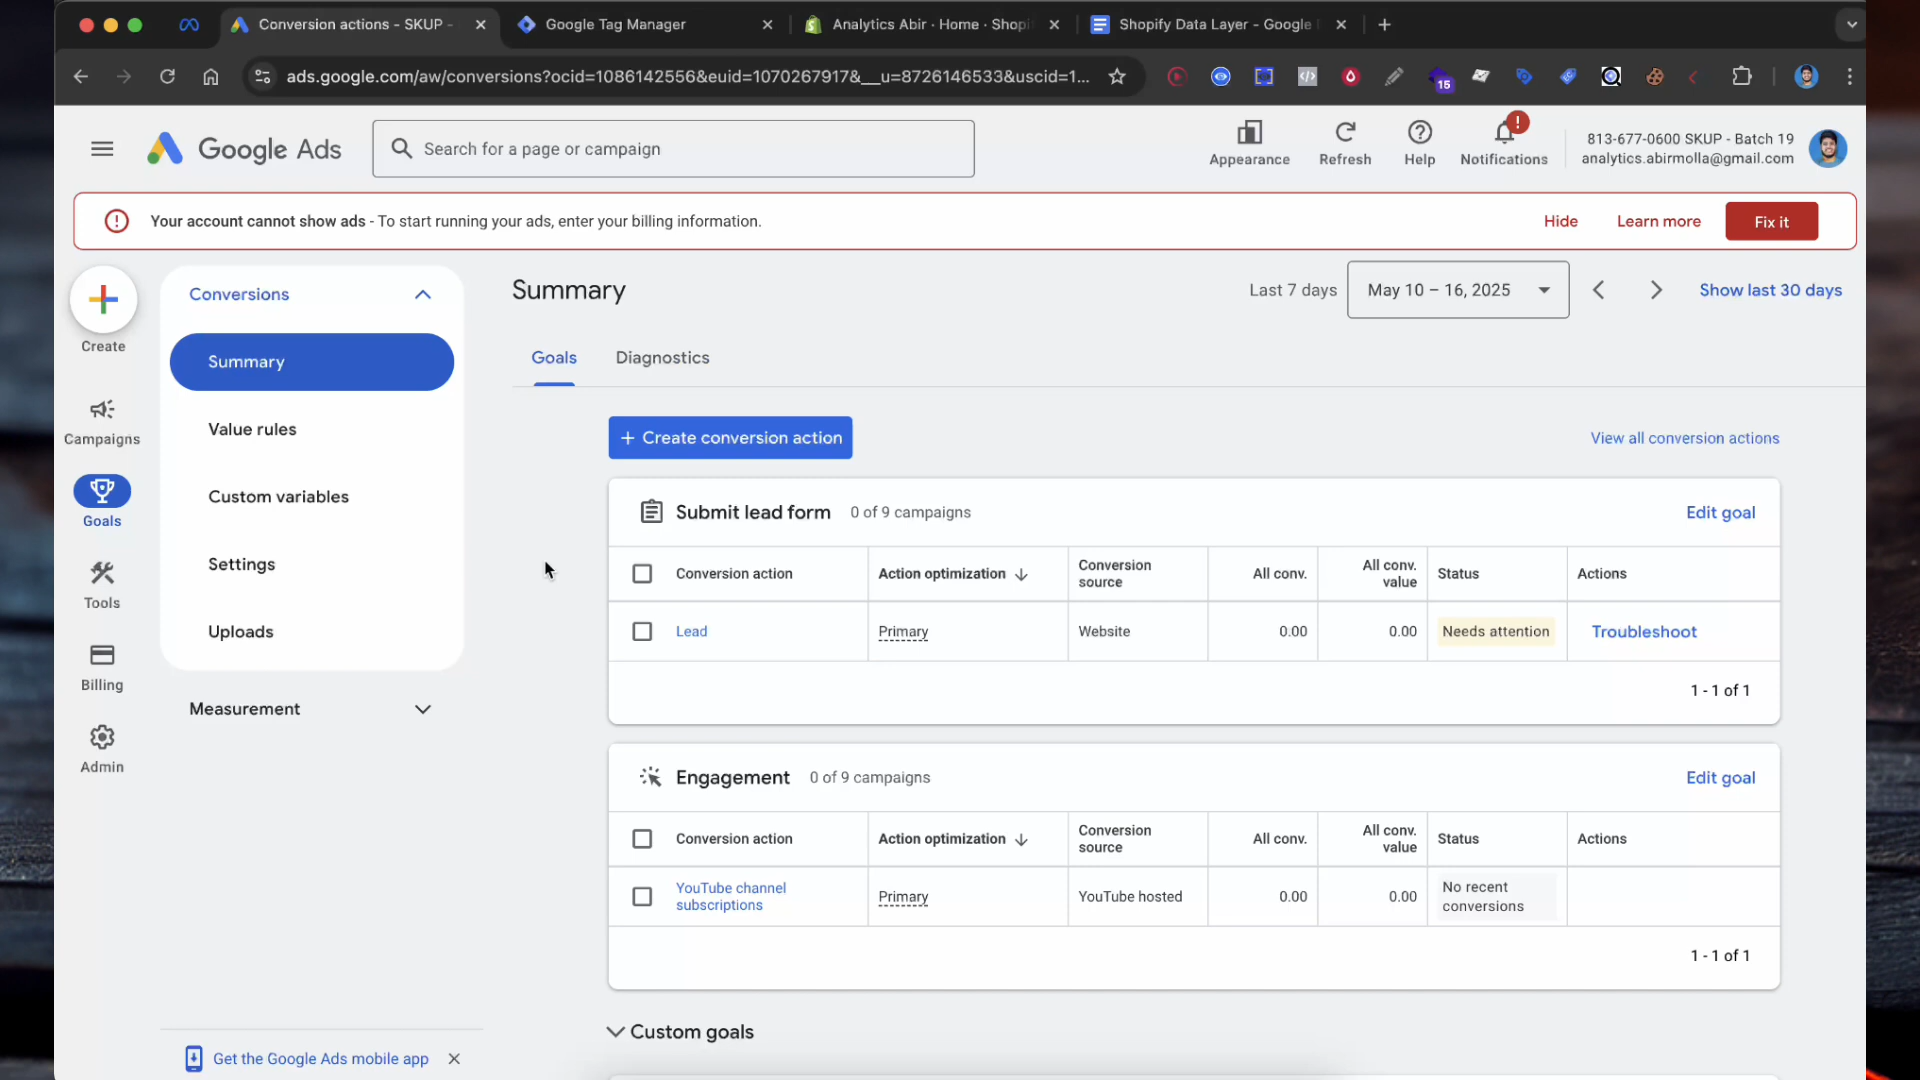 Conversion actions - SKUP -
Google Tag Manager
Analytics Abir · Home · Shopi
Shopify Data Layer - Google
ads.google.com/aw/conversions?ocid=1086142556&euid=1070267917&__u=8726146533&uscid=1...
15
Google Ads
Search for a page or campaign
Appearance
Refresh
Help
Notifications
813-677-0600 SKUP - Batch 19
analytics.abirmolla@gmail.com
Your account cannot show ads - To start running your ads, enter your billing information.
Hide
Learn more
Fix it
Create
Campaigns
Goals
Tools
Billing
Admin
Conversions
Summary
Value rules
Custom variables
Settings
Uploads
Measurement
Get the Google Ads mobile app
Summary
Last 7 days
May 10 – 16, 2025
Show last 30 days
Goals
Diagnostics
+ Create conversion action
View all conversion actions
Submit lead form 0 of 9 campaigns
Edit goal
Conversion action
Action optimization
Conversion source
All conv.
All conv. value
Status
Actions
Lead
Primary
Website
0.00
0.00
Needs attention
Troubleshoot
1 - 1 of 1
Engagement 0 of 9 campaigns
Edit goal
Conversion action
Action optimization
Conversion source
All conv.
All conv. value
Status
Actions
YouTube channel subscriptions
Primary
YouTube hosted
0.00
0.00
No recent conversions
1 - 1 of 1
Custom goals